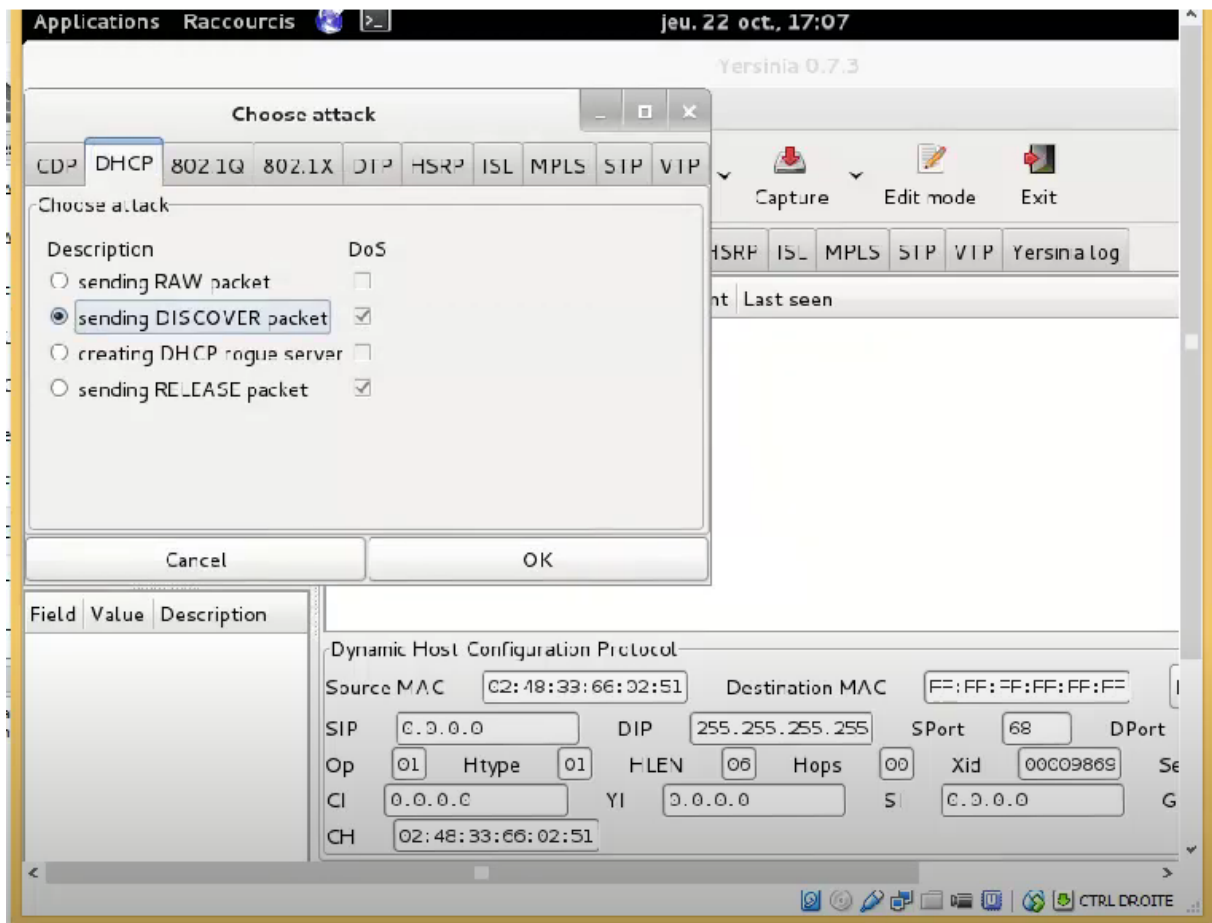 Applications Raccourcis jeu. 22 oct., 17:07
Yersinia 0.7.3
Choose attack
CDP DHCP 802.1Q 802.1X DTP HSRP ISL MPLS STP VTP
Capture Edit mode Exit
Choose attack
HSRP ISL MPLS STP VTP Yersinia log
Description DoS
sending RAW packet
nt Last seen
sending DISCOVER packet
creating DHCP rogue server
sending RELEASE packet
Cancel OK
Field Value Description
Dynamic Host Configuration Protocol
Source MAC 02:48:33:66:02:51 Destination MAC FF:FF:FF:FF:FF:FF
SIP 0.0.0.0 DIP 255.255.255.255 SPort 68 DPort
Op 01 Htype 01 HLEN 06 Hops 00 Xid 00009869 Se
CI 0.0.0.0 YI 0.0.0.0 SI 0.0.0.0 G
CH 02:48:33:66:02:51
CTRL DROITE